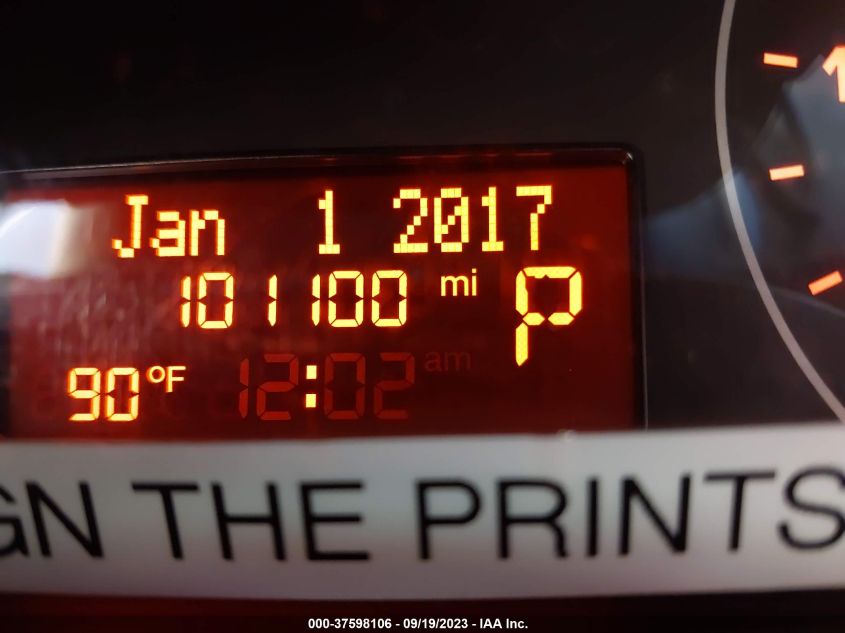 Jan 1 2017
101100 mi P
90 °F 12:02 am
GN THE PRINTS
000-37598106 - 09/19/2023 - IAA Inc.